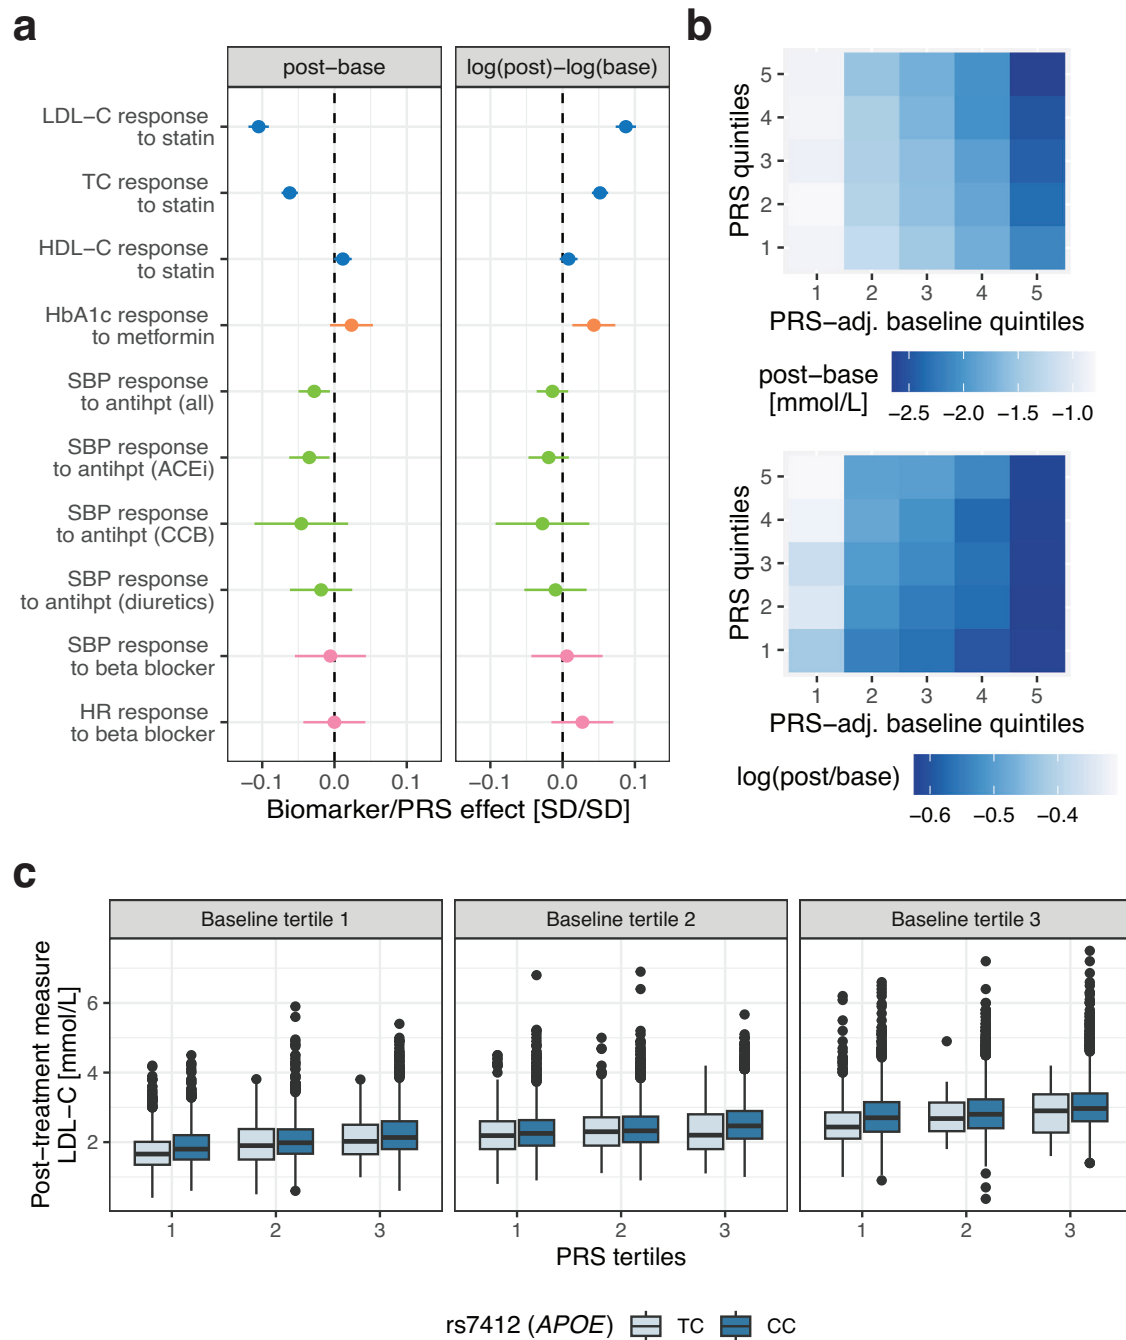 a
post−base
log(post)−log(base)
LDL−C response
to statin
TC response
to statin
HDL−C response
to statin
HbA1c response
to metformin
SBP response
to antihpt (all)
SBP response
to antihpt (ACEi)
SBP response
to antihpt (CCB)
SBP response
to antihpt (diuretics)
SBP response
to beta blocker
HR response
to beta blocker
−0.1 0.0 0.1
−0.1 0.0 0.1
Biomarker/PRS effect [SD/SD]
b
PRS quintiles
5
4
3
2
1
1 2 3 4 5
PRS−adj. baseline quintiles
post−base
[mmol/L]
−2.5 −2.0 −1.5 −1.0
PRS quintiles
5
4
3
2
1
1 2 3 4 5
PRS−adj. baseline quintiles
log(post/base)
−0.6 −0.5 −0.4
c
Baseline tertile 1
Baseline tertile 2
Baseline tertile 3
Post−treatment measure
LDL−C [mmol/L]
6
4
2
1 2 3
1 2 3
1 2 3
PRS tertiles
rs7412 (APOE) TC CC